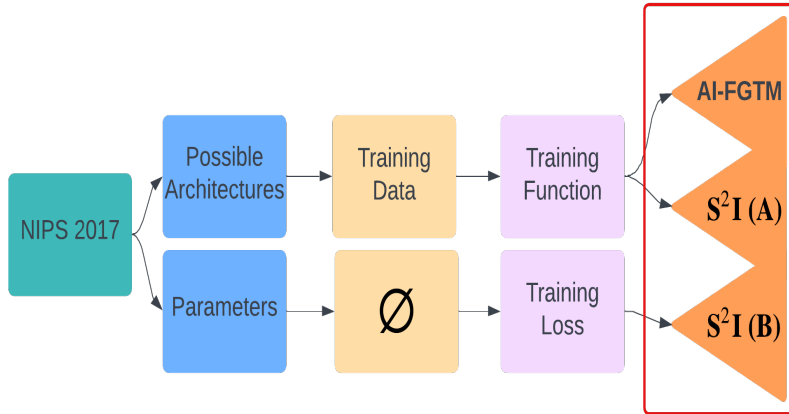 NIPS 2017
Possible
Architectures
Training
Data
Training
Function
AI-FGTM
S²I (A)
Parameters
Ø
Training
Loss
S²I (B)